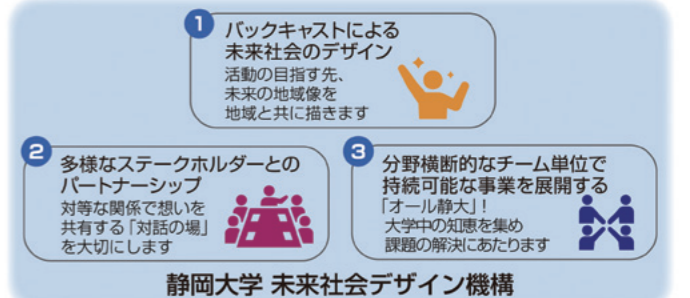 1
バックキャストによる
未来社会のデザイン
活動の目指す先、
未来の地域像を
地域と共に描きます
2
多様なステークホルダーとの
パートナーシップ
対等な関係で想いを
共有する「対話の場」
を大切にします
3
分野横断的なチーム単位で
持続可能な事業を展開する
「オール静大」!
大学中の知恵を集め
課題の解決にあたります
静岡大学 未来社会デザイン機構